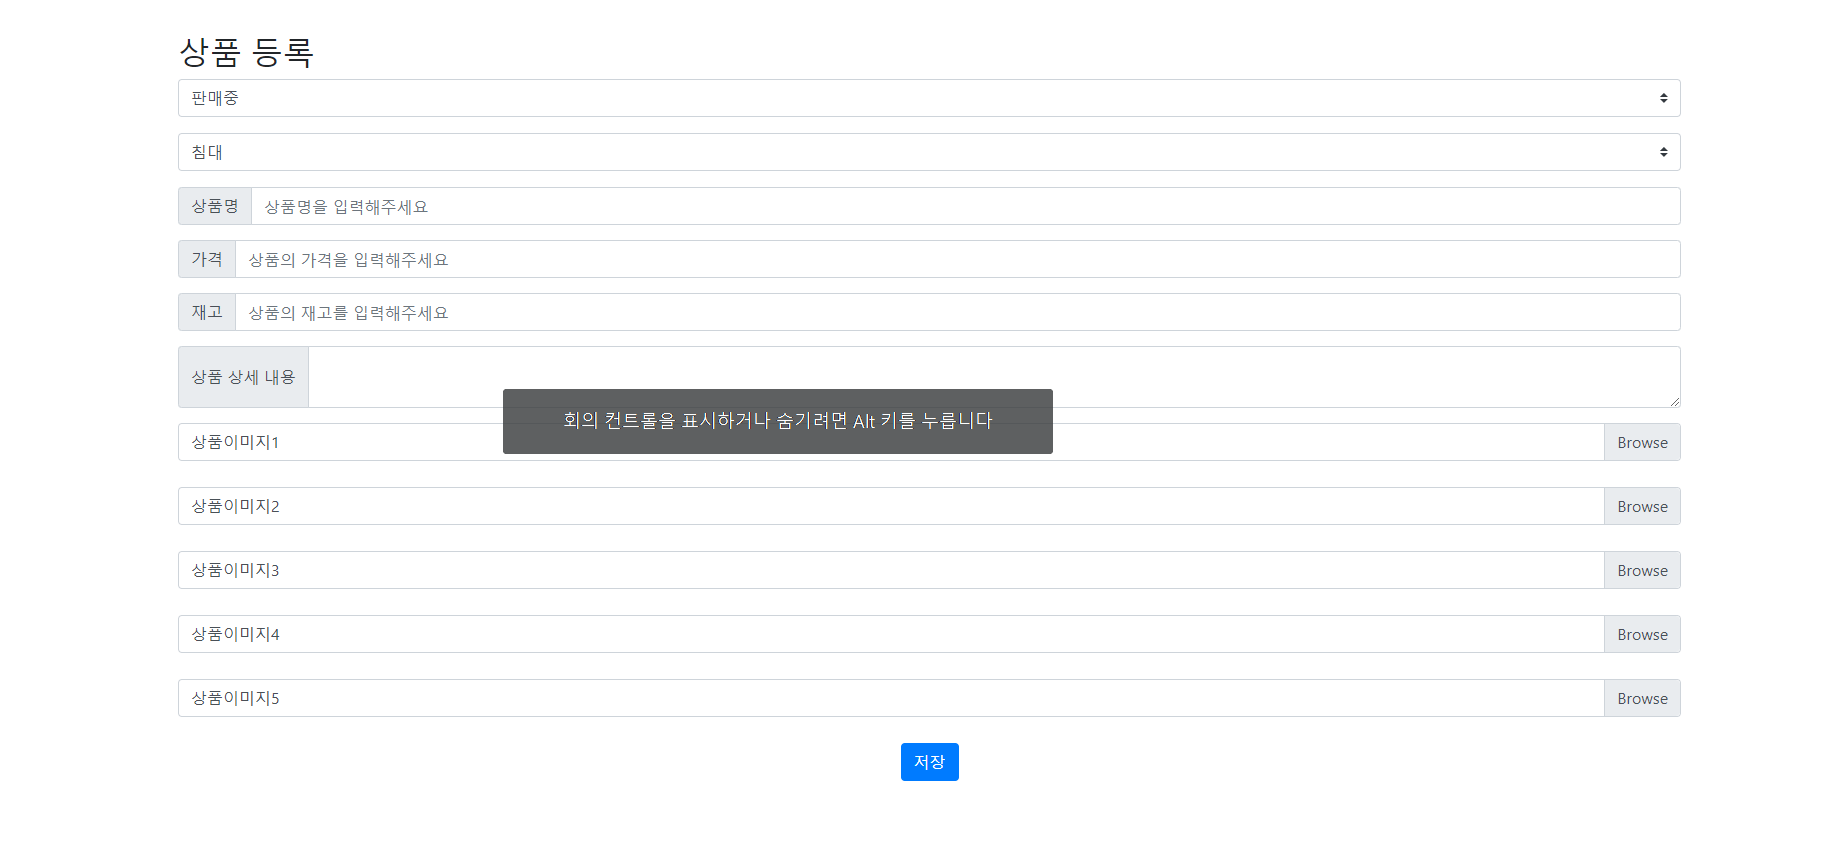 상품 등록
판매중
침대
상품명 상품명을 입력해주세요
가격 상품의 가격을 입력해주세요
재고 상품의 재고를 입력해주세요
상품 상세 내용
회의 컨트롤을 표시하거나 숨기려면 Alt 키를 누릅니다
상품이미지1 Browse
상품이미지2 Browse
상품이미지3 Browse
상품이미지4 Browse
상품이미지5 Browse
저장